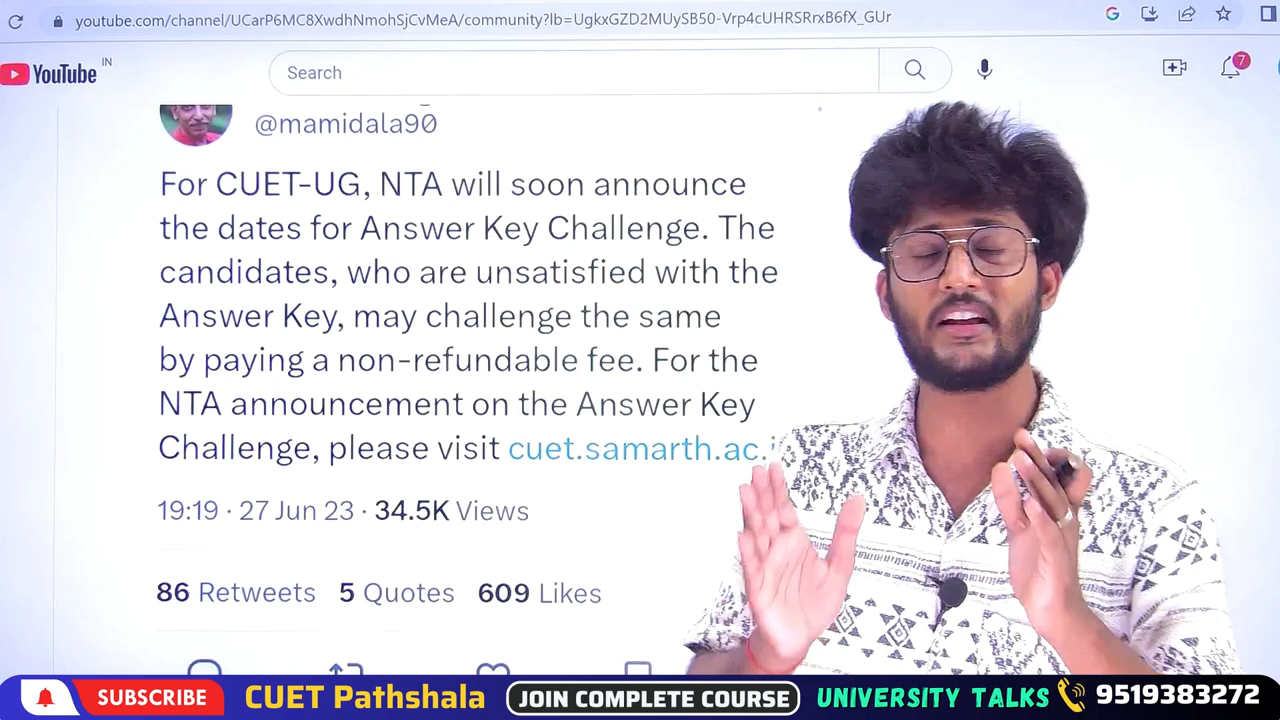 youtube.com/channel/UCarP6MC8XwdhNmohSjCvMeA/community?lb=UgkxGZD2MUySB50-Vrp4cUHRSRrxB6fX_GUr
YouTube IN
Search
7
@mamidala90
For CUET-UG, NTA will soon announce
the dates for Answer Key Challenge. The
candidates, who are unsatisfied with the
Answer Key, may challenge the same
by paying a non-refundable fee. For the
NTA announcement on the Answer Key
Challenge, please visit cuet.samarth.ac.i
19:19 · 27 Jun 23 · 34.5K Views
86 Retweets 5 Quotes 609 Likes
SUBSCRIBE CUET Pathshala JOIN COMPLETE COURSE UNIVERSITY TALKS 9519383272